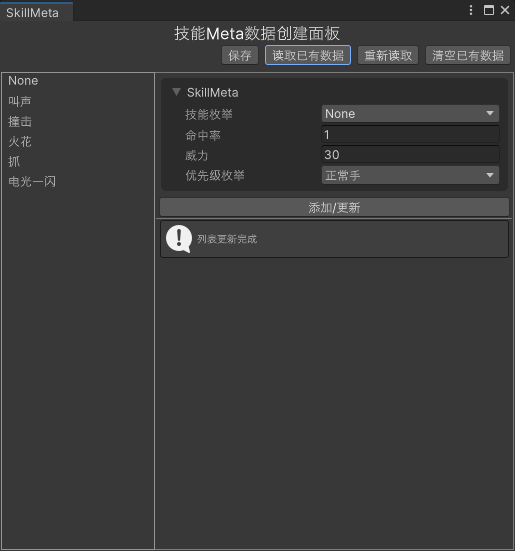 SkillMeta
技能Meta数据创建面板
保存 读取已有数据 重新读取 清空已有数据
None
叫声
撞击
火花
抓
电光一闪
SkillMeta
技能枚举 None
命中率 1
威力 30
优先级枚举 正常手
添加/更新
列表更新完成